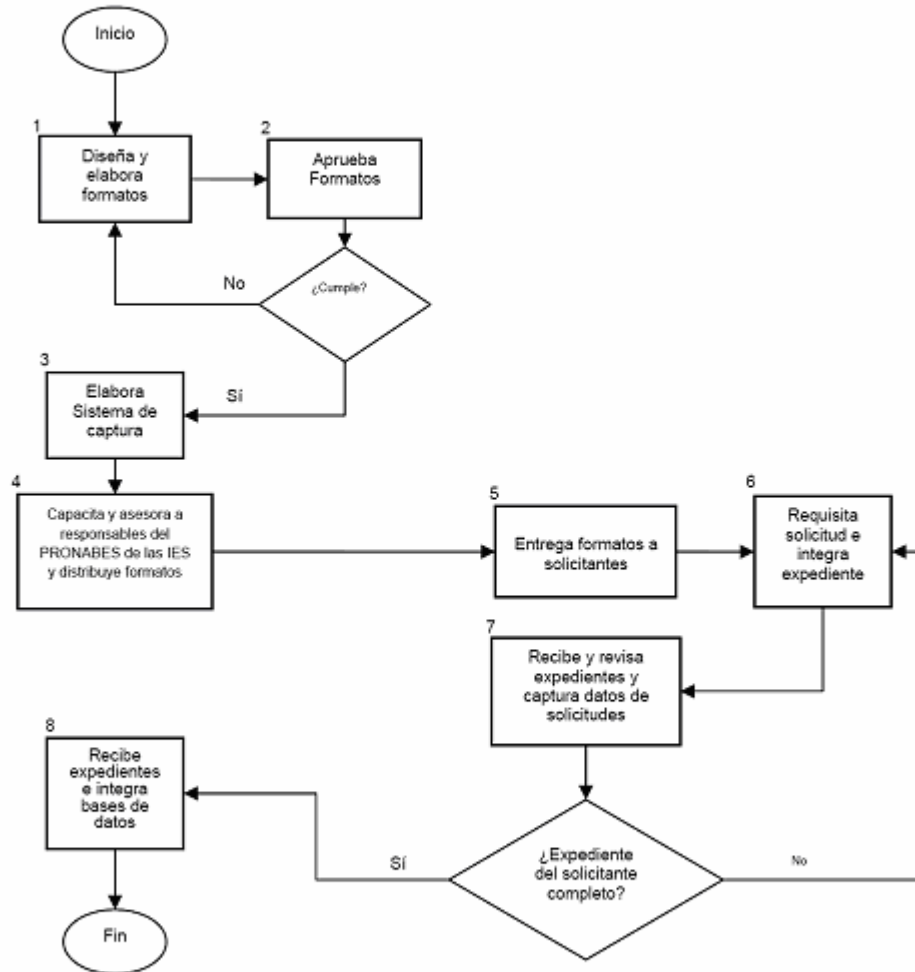 Inicio
1
Diseña y
elabora
formatos
2
Aprueba
Formatos
¿Cumple?
No
Sí
3
Elabora
Sistema de
captura
4
Capacita y asesora a
responsables del
PRONABES de las IES
y distribuye formatos
5
Entrega formatos a
solicitantes
6
Requisita
solicitud e
integra
expediente
7
Recibe y revisa
expedientes y
captura datos de
solicitudes
¿Expediente
del solicitante
completo?
No
Sí
8
Recibe
expedientes
e integra
bases de
datos
Fin